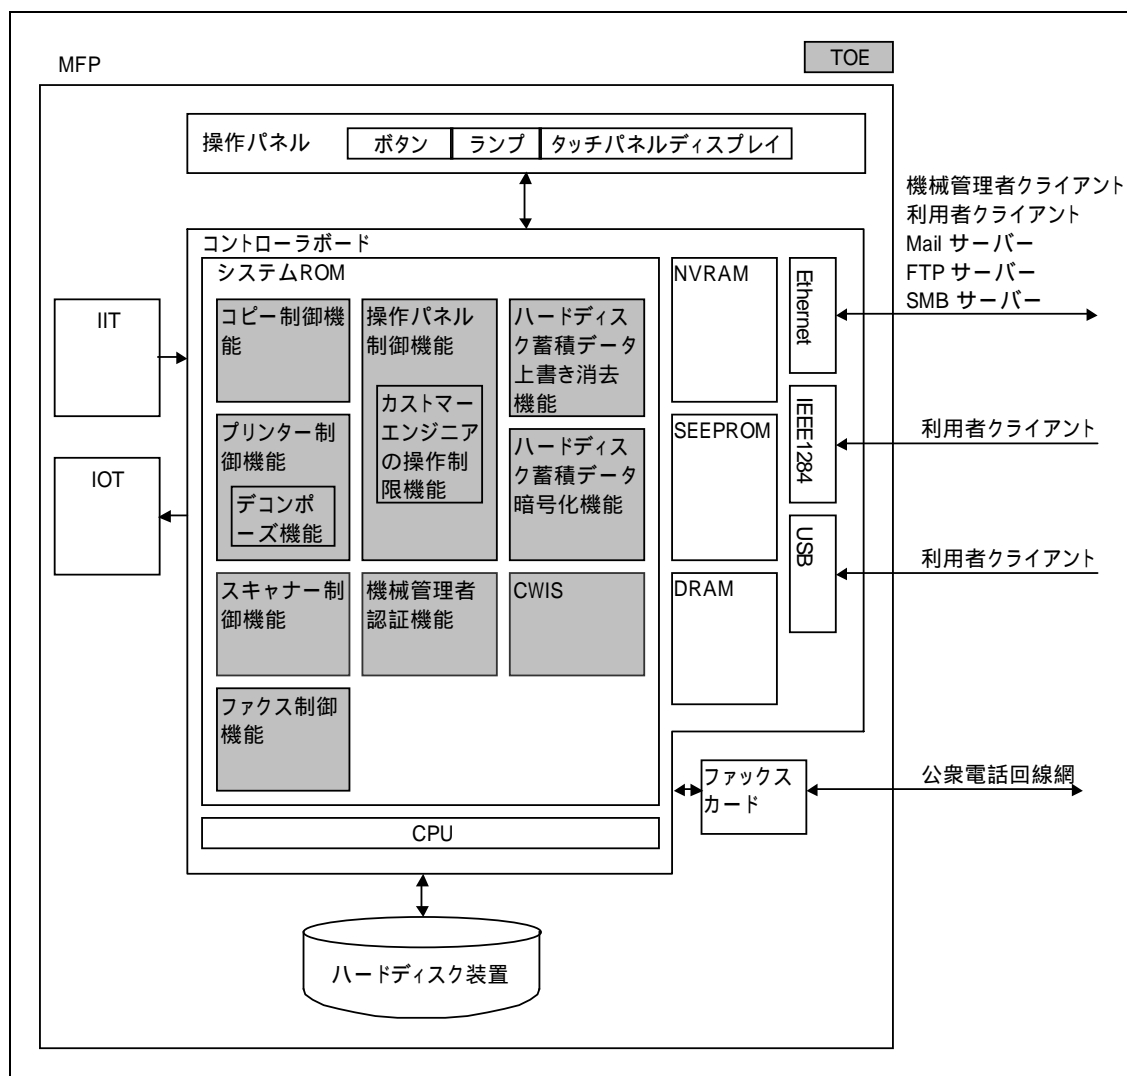 TOE
MFP
操作パネル
ボタン
ランプ
タッチパネルディスプレイ
機械管理者クライアント
利用者クライアント
Mail サーバー
FTP サーバー
SMB サーバー
コントローラボード
システムROM
コピー制御機
能
操作パネル
制御機能
カストマー
エンジニア
の操作制
限機能
ハードディス
ク蓄積データ
上書き消去
機能
プリンター制
御機能
デコンポ
ーズ機能
ハードディス
ク蓄積データ
暗号化機能
スキャナー制
御機能
機械管理者
認証機能
CWIS
ファクス制御
機能
NVRAM
SEEPROM
DRAM
Ethernet
IEEE1284
USB
IIT
IOT
利用者クライアント
利用者クライアント
ファックス
カード
公衆電話回線網
CPU
ハードディスク装置